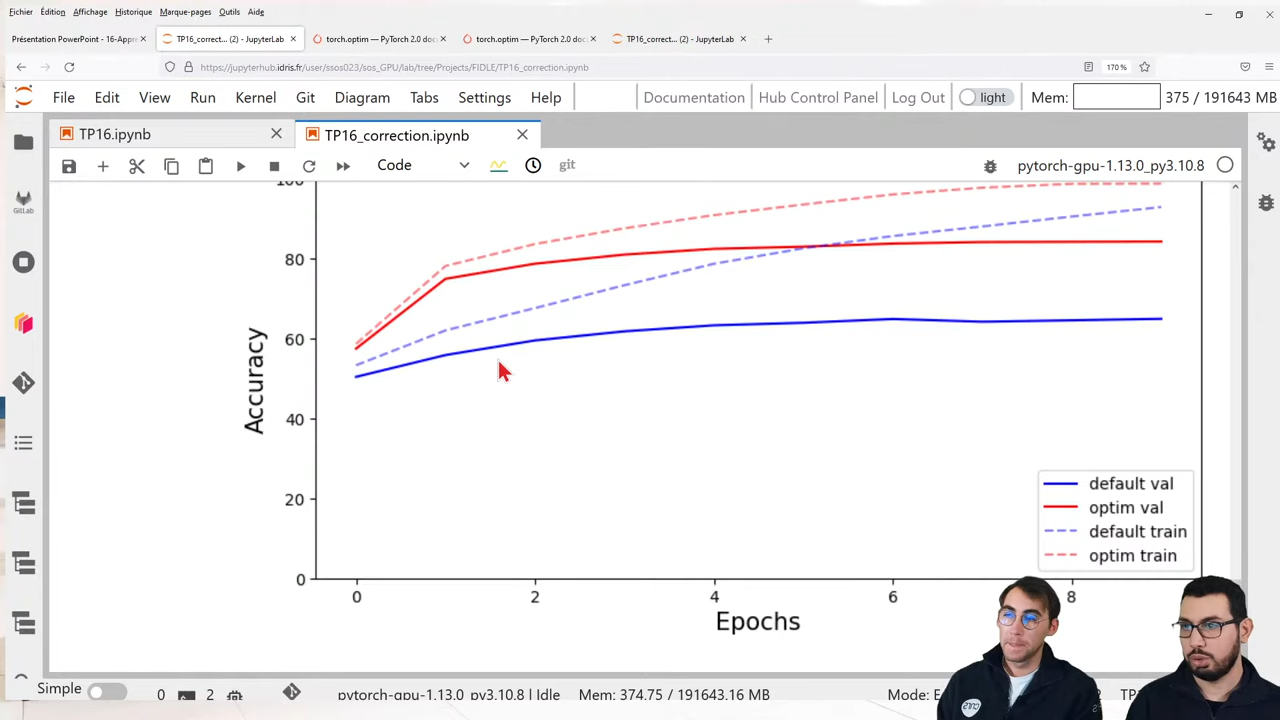 Fichier Édition Affichage Historique Marque-pages Outils Aide
Présentation PowerPoint - 16-Appre
TP16_correct… (2) - JupyterLab
torch.optim — PyTorch 2.0 doc
torch.optim — PyTorch 2.0 doc
TP16_correct… (2) - JupyterLab
https://jupyterhub.idris.fr/user/ssos023/sos_GPU/lab/tree/Projects/FIDLE/TP16_correction.ipynb
170 %
File Edit View Run Kernel Git Diagram Tabs Settings Help Documentation Hub Control Panel Log Out light Mem: 375 / 191643 MB
TP16.ipynb
TP16_correction.ipynb
Code
git
pytorch-gpu-1.13.0_py3.10.8
GitLab
100
80
60
40
20
0
Accuracy
default val
optim val
default train
optim train
0 2 4 6 8
Epochs
Simple 0 2 pytorch-gpu-1.13.0_py3.10.8 | Idle Mem: 374.75 / 191643.16 MB